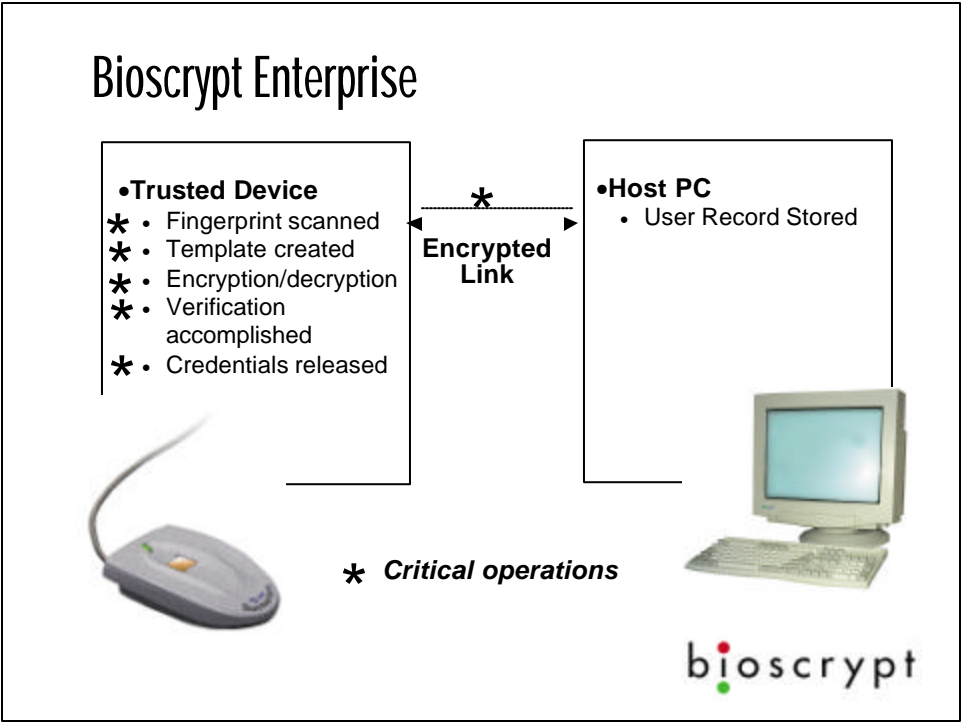 Bioscrypt Enterprise
•Trusted Device
* • Fingerprint scanned
* • Template created
* • Encryption/decryption
* • Verification
accomplished
* • Credentials released
*
Encrypted
Link
•Host PC
• User Record Stored
* Critical operations
bioscrypt